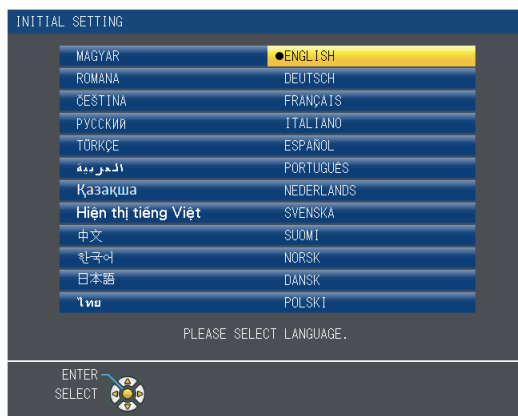 INITIAL SETTING
MAGYAR ●ENGLISH
ROMANA DEUTSCH
ČEŠTINA FRANÇAIS
РУССКИЙ ITALIANO
TÜRKÇE ESPAÑOL
العربية PORTUGUÊS
Қазақша NEDERLANDS
Hiện thị tiếng Việt SVENSKA
中文 SUOMI
한국어 NORSK
日本語 DANSK
ไทย POLSKI
PLEASE SELECT LANGUAGE.
ENTER
SELECT